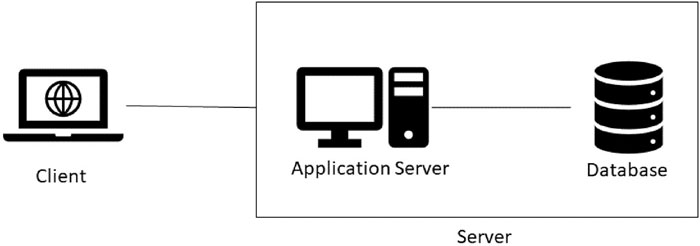 Client
Application Server
Database
Server